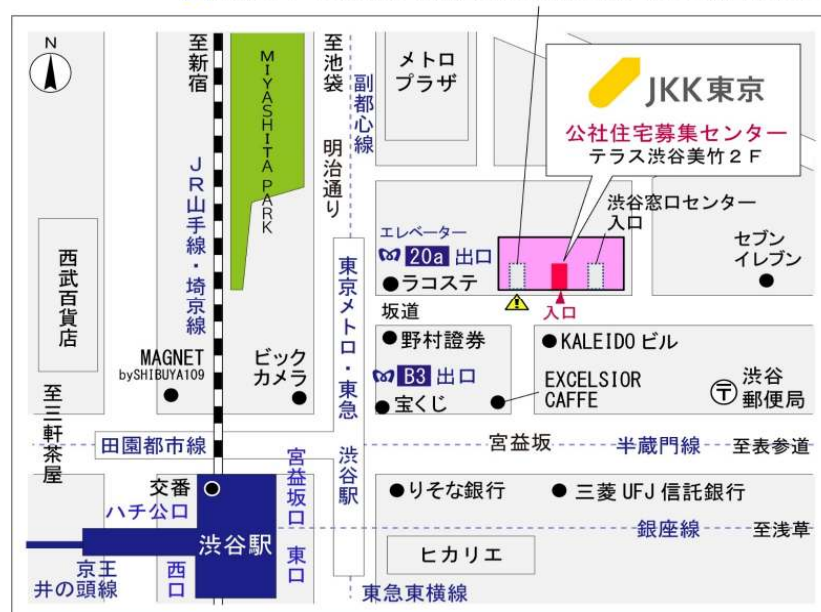 N
至新宿
MIYASHITA PARK
至池袋
副都心線
明治通り
メトロ
プラザ
JKK東京
公社住宅募集センター
テラス渋谷美竹2F
JR山手線・埼京線
西武百貨店
エレベーター
20a 出口
ラコステ
渋谷窓口センター
入口
セブン
イレブン
坂道
入口
東京メトロ・東急
渋谷駅
野村證券
KALEIDO ビル
MAGNET
bySHIBUYA109
ビック
カメラ
B3 出口
宝くじ
EXCELSIOR
CAFFE
渋谷
郵便局
至三軒茶屋
田園都市線
宮益坂
半蔵門線
至表参道
交番
ハチ公口
宮益坂口
りそな銀行
三菱UFJ信託銀行
渋谷駅
銀座線
至浅草
京王
井の頭線
西口
東口
ヒカリエ
東急東横線